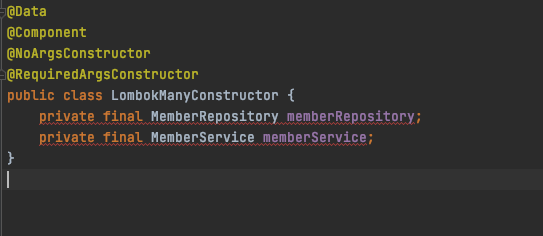 @Data
@Component
@NoArgsConstructor
@RequiredArgsConstructor
public class LombokManyConstructor {
    private final MemberRepository memberRepository;
    private final MemberService memberService;
}